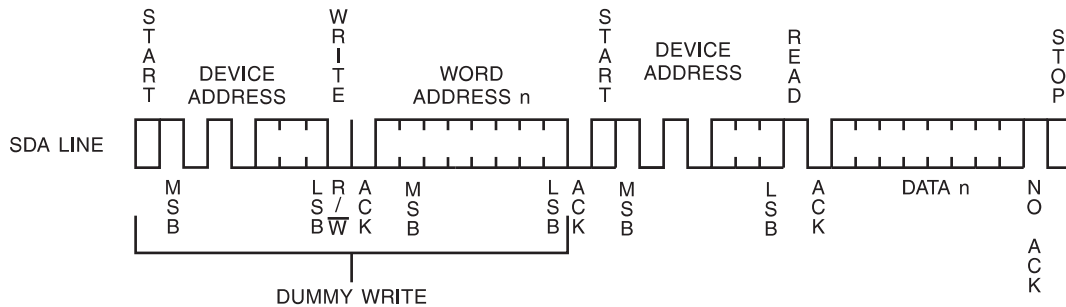 START
WRITE
START
READ
STOP
DEVICE
ADDRESS
WORD
ADDRESS n
DEVICE
ADDRESS
SDA LINE
MSB
LSB
R/W
ACK
MSB
LSB
ACK
MSB
LSB
ACK
DATA n
NO ACK
DUMMY WRITE